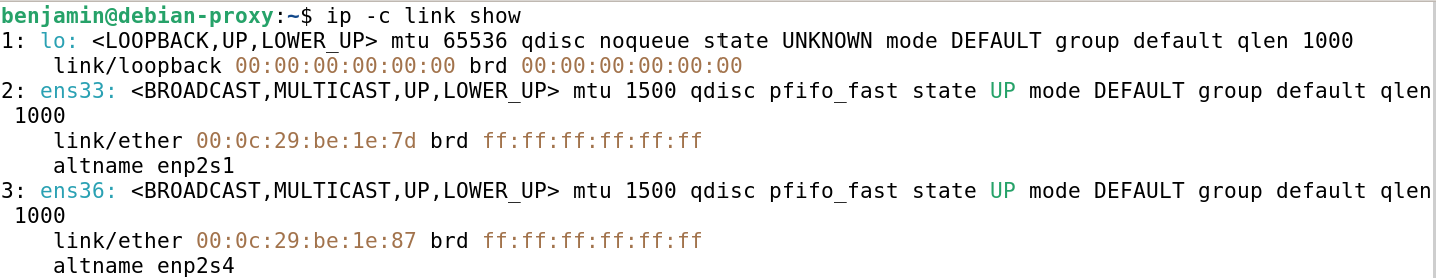 benjamin@debian-proxy:~$ ip -c link show
1: lo: <LOOPBACK,UP,LOWER_UP> mtu 65536 qdisc noqueue state UNKNOWN mode DEFAULT group default qlen 1000
    link/loopback 00:00:00:00:00:00 brd 00:00:00:00:00:00
2: ens33: <BROADCAST,MULTICAST,UP,LOWER_UP> mtu 1500 qdisc pfifo_fast state UP mode DEFAULT group default qlen
 1000
    link/ether 00:0c:29:be:1e:7d brd ff:ff:ff:ff:ff:ff
    altname enp2s1
3: ens36: <BROADCAST,MULTICAST,UP,LOWER_UP> mtu 1500 qdisc pfifo_fast state UP mode DEFAULT group default qlen
 1000
    link/ether 00:0c:29:be:1e:87 brd ff:ff:ff:ff:ff:ff
    altname enp2s4